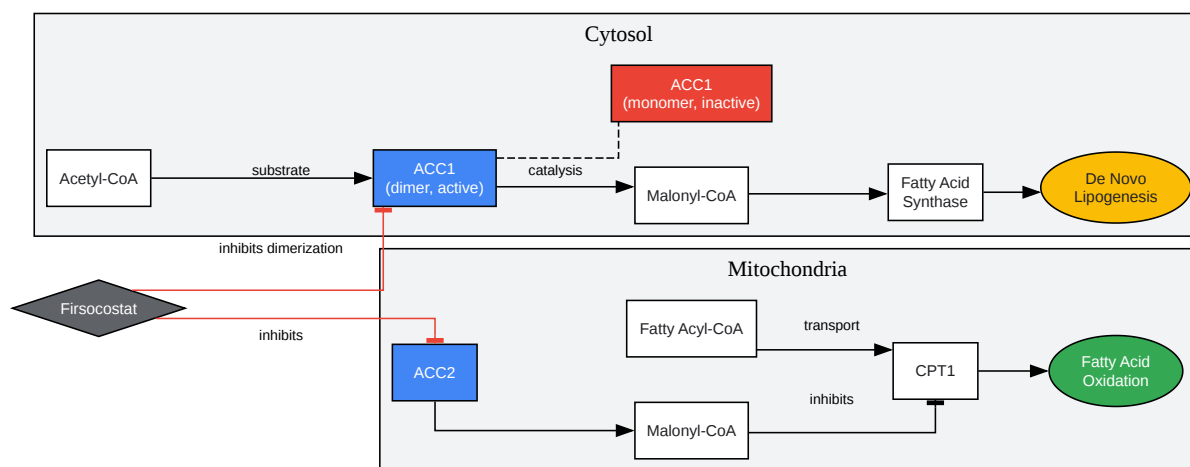 Cytosol
ACC1
(monomer, inactive)
Acetyl-CoA
substrate
ACC1
(dimer, active)
catalysis
Malonyl-CoA
Fatty Acid
Synthase
De Novo
Lipogenesis
inhibits dimerization
Firsocostat
inhibits
Mitochondria
Fatty Acyl-CoA
transport
ACC2
CPT1
Fatty Acid
Oxidation
inhibits
Malonyl-CoA